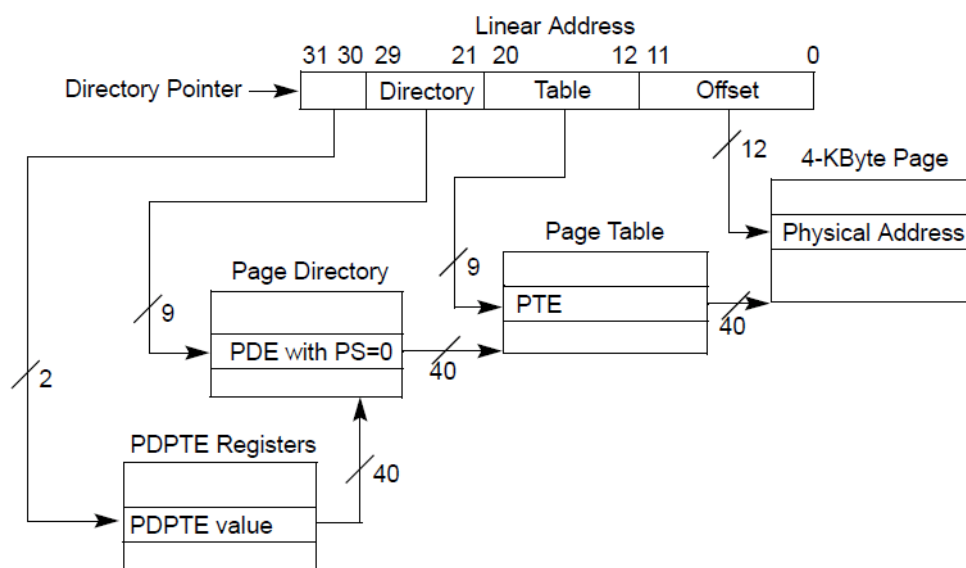 Linear Address
31 30 29 21 20 12 11 0
Directory Pointer
Directory Table Offset
12
4-KByte Page
Physical Address
Page Table
9
PTE
40
Page Directory
9
PDE with PS=0
40
2
PDPTE Registers
40
PDPTE value